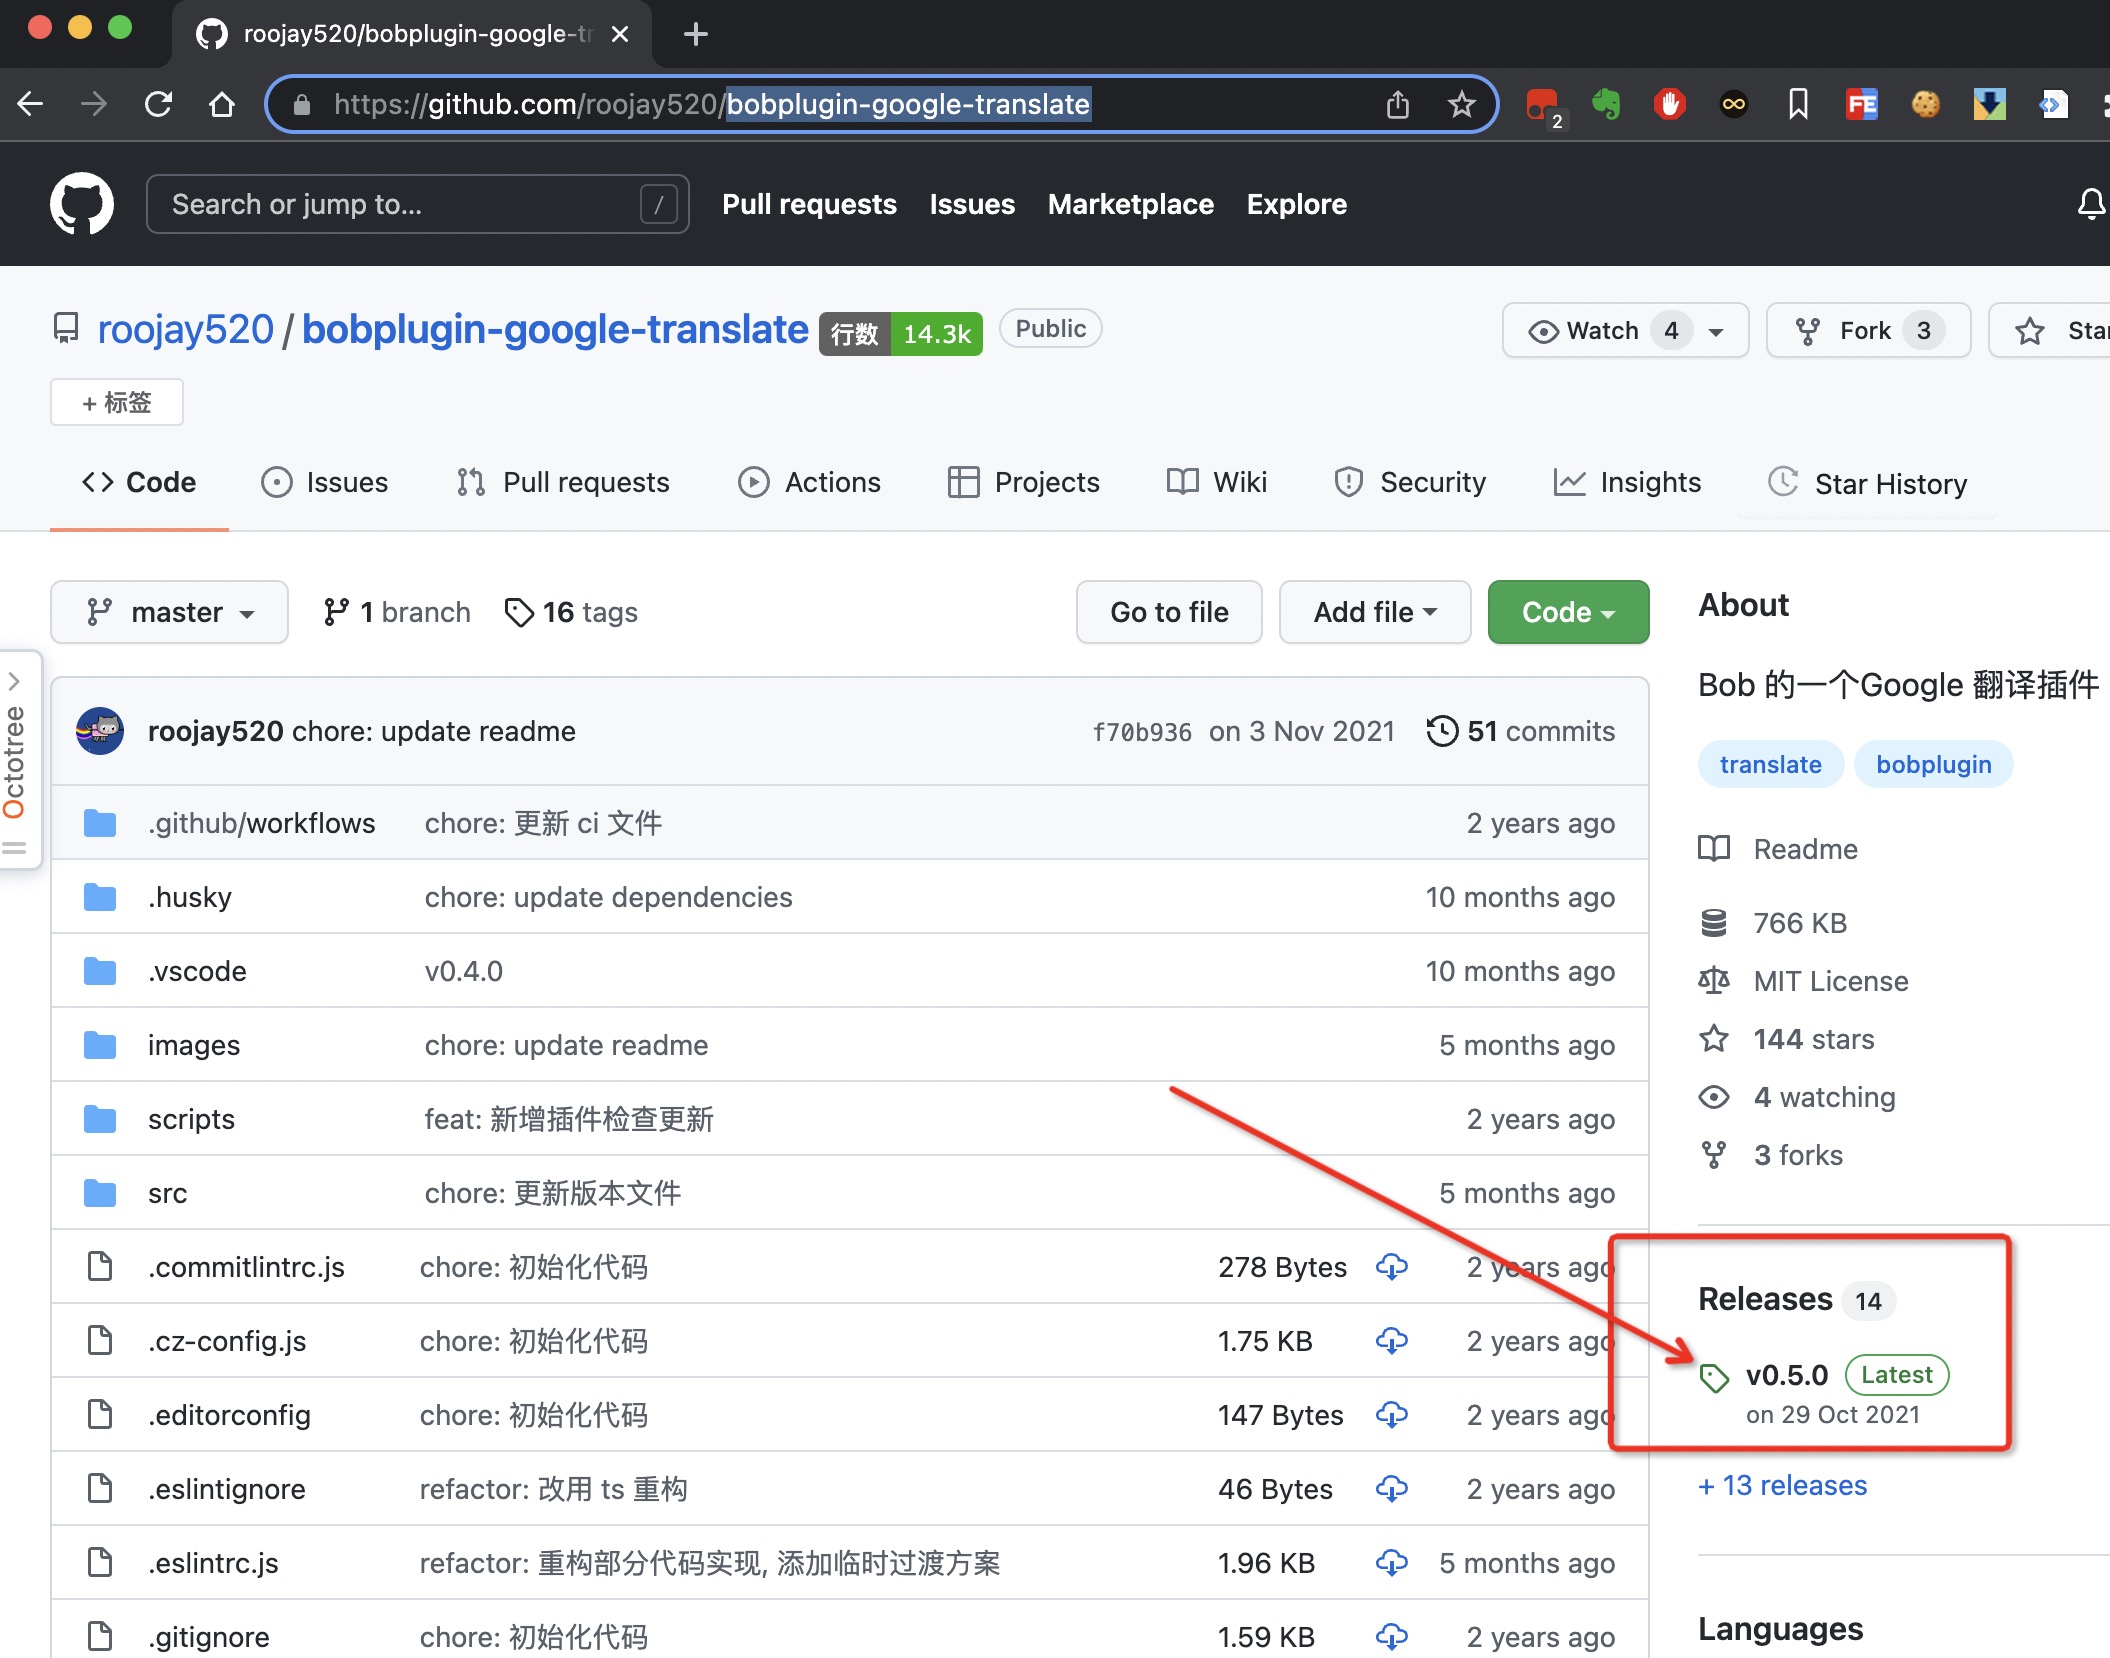 roojay520/bobplugin-google-tr
https://github.com/roojay520/bobplugin-google-translate
2
FE
Search or jump to...
/
Pull requests
Issues
Marketplace
Explore
roojay520 / bobplugin-google-translate
行数 14.3k
Public
Watch 4
Fork 3
Star
+ 标签
Code
Issues
Pull requests
Actions
Projects
Wiki
Security
Insights
Star History
master
1 branch
16 tags
Go to file
Add file
Code
Octotree
roojay520 chore: update readme
f70b936 on 3 Nov 2021
51 commits
.github/workflows chore: 更新 ci 文件 2 years ago
.husky chore: update dependencies 10 months ago
.vscode v0.4.0 10 months ago
images chore: update readme 5 months ago
scripts feat: 新增插件检查更新 2 years ago
src chore: 更新版本文件 5 months ago
.commitlintrc.js chore: 初始化代码 278 Bytes 2 years ago
.cz-config.js chore: 初始化代码 1.75 KB 2 years ago
.editorconfig chore: 初始化代码 147 Bytes 2 years ago
.eslintignore refactor: 改用 ts 重构 46 Bytes 2 years ago
.eslintrc.js refactor: 重构部分代码实现, 添加临时过渡方案 1.96 KB 5 months ago
.gitignore chore: 初始化代码 1.59 KB 2 years ago
About
Bob 的一个Google 翻译插件
translate bobplugin
Readme
766 KB
MIT License
144 stars
4 watching
3 forks
Releases 14
v0.5.0 Latest
on 29 Oct 2021
+ 13 releases
Languages